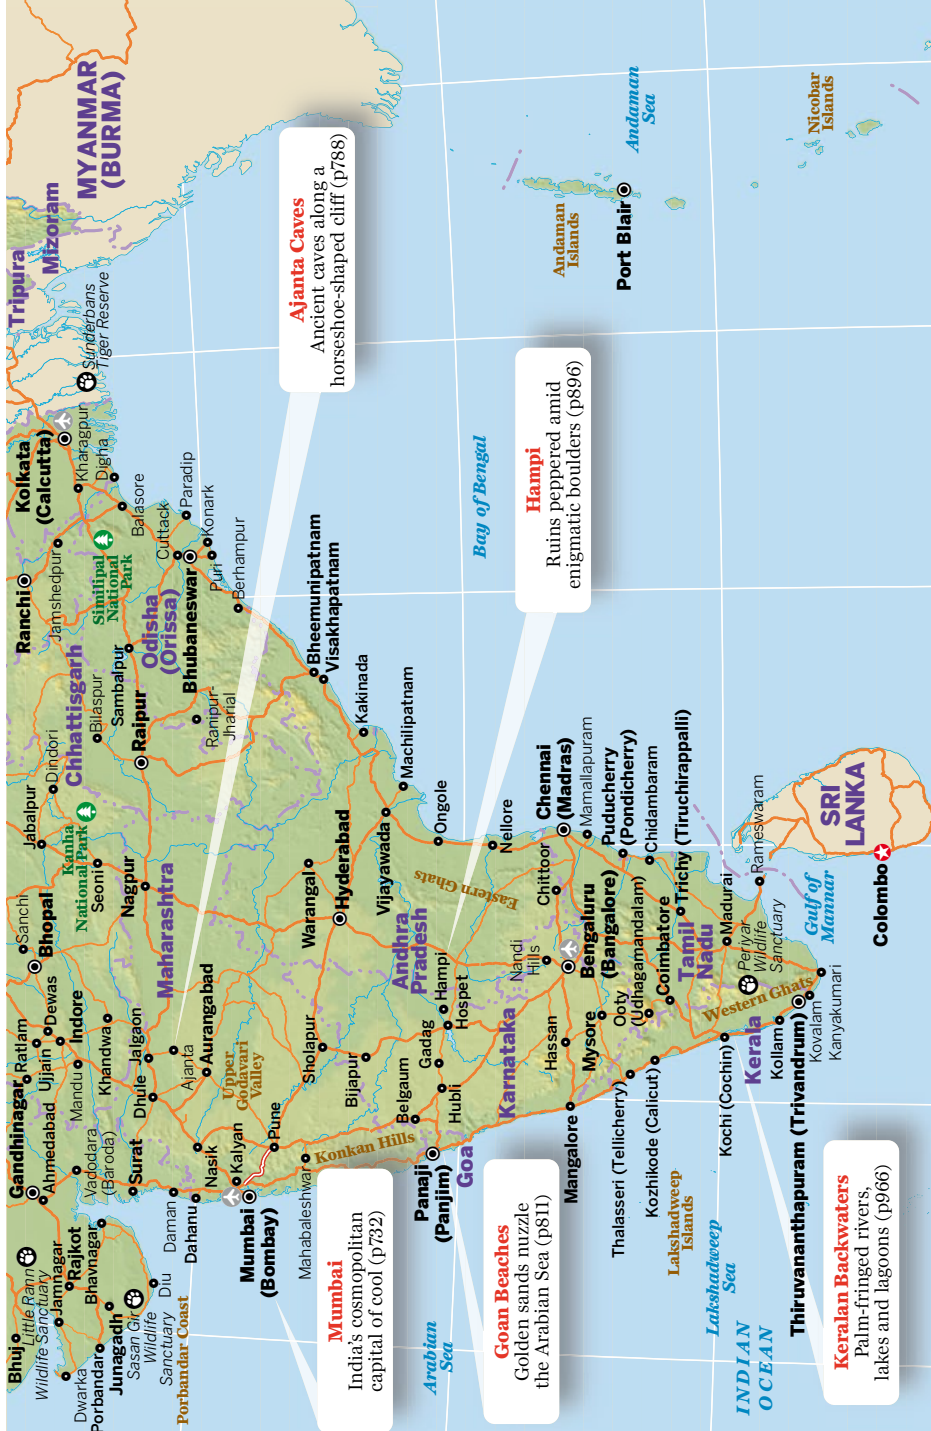 Tripura
Mizoram
MYANMAR
(BURMA)
Sunderbans
Tiger Reserve
Kolkata
(Calcutta)
Kharagpur
Digha
Ranchi
Jamshedpur
Similipal
National
Park
Balasore
Cuttack
Paradip
Konark
Puri
Berhampur
Odisha
(Orissa)
Bhubaneswar
Sambalpur
Chhattisgarh
Bilaspur
Raipur
Ranipur-
Jharial
Bheemunipatnam
Visakhapatnam
Kakinada
Machilipatnam
Dindori
Jabalpur
Kanha
National Park
Seoni
Nagpur
Maharashtra
Sanchi
Bhopal
Dewas
Indore
Ratlam
Ujjain
Mandu
Khandwa
Jalgaon
Dhule
Ajanta
Aurangabad
Upper
Godavari
Valley
Warangal
Hyderabad
Vijayawada
Ongole
Nellore
Eastern Ghats
Andhra
Pradesh
Sholapur
Bijapur
Gandhinagar
Ahmedabad
Vadodara
(Baroda)
Surat
Daman
Dahanu
Nasik
Kalyan
Pune
Mumbai
(Bombay)
Mahabaleshwar
Konkan Hills
Belgaum
Gadag
Hubli
Hampi
Hospet
Panaji
(Panjim)
Goa
Karnataka
Nandi
Hills
Chittoor
Chennai
(Madras)
Mamallapuram
Puducherry
(Pondicherry)
Chidambaram
Bengaluru
(Bangalore)
Hassan
Mysore
Ooty
(Udhagamandalam)
Coimbatore
Tamil
Nadu
Trichy (Tiruchirappalli)
Madurai
Rameswaram
Mangalore
Thalasseri (Tellicherry)
Kozhikode (Calicut)
Kochi (Cochin)
Kerala
Periyar
Wildlife
Sanctuary
Western Ghats
Kollam
Thiruvananthapuram (Trivandrum)
Kovalam
Kanyakumari
Gulf of
Mannar
SRI
LANKA
Colombo
Bhuj
Little Rann
Wildlife Sanctuary
Jamnagar
Rajkot
Bhavnagar
Dwarka
Porbandar
Junagadh
Sasan Gir
Wildlife
Sanctuary
Diu
Porbandar Coast
Arabian
Sea
Lakshadweep
Islands
Lakshadweep
Sea
INDIAN
OCEAN
Bay of Bengal
Andaman
Islands
Port Blair
Andaman
Sea
Nicobar
Islands
Ajanta Caves
Ancient caves along a
horseshoe-shaped cliff (p788)
Hampi
Ruins peppered amid
enigmatic boulders (p896)
Mumbai
India's cosmopolitan
capital of cool (p732)
Goan Beaches
Golden sands nuzzle
the Arabian Sea (p811)
Keralan Backwaters
Palm-fringed rivers,
lakes and lagoons (p966)